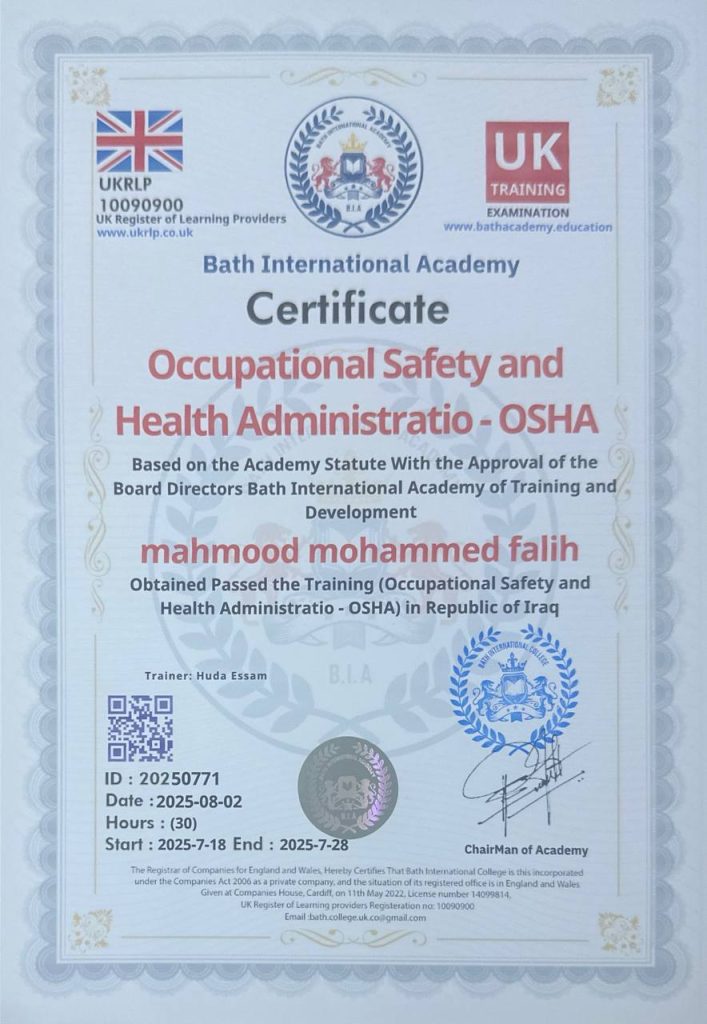 BATH INTERNATIONAL ACADEMY
B.I.A
UKRLP
10090900
UK Register of Learning Providers
www.ukrlp.co.uk
UK
TRAINING
EXAMINATION
www.bathacademy.education
Bath International Academy
Certificate
Occupational Safety and
Health Administratio - OSHA
Based on the Academy Statute With the Approval of the
Board Directors Bath International Academy of Training and
Development
mahmood mohammed falih
Obtained Passed the Training (Occupational Safety and
Health Administratio - OSHA) in Republic of Iraq
B.I.A
Trainer: Huda Essam
BATH INTERNATIONAL COLLEGE
ID : 20250771
Date : 2025-08-02
Hours : (30)
Start : 2025-7-18 End : 2025-7-28
B.I.A
ChairMan of Academy
The Registrar of Companies for England and Wales, Hereby Certifies That Bath International College is this incorporated
under the Companies Act 2006 as a private company, and the situation of its registered office is in England and Wales
Given at Companies House, Cardiff, on 11th May 2022, License number 14099814,
UK Register of Learning providers Registeration no: 10090900
Email :bath.college.uk.co@gmail.com